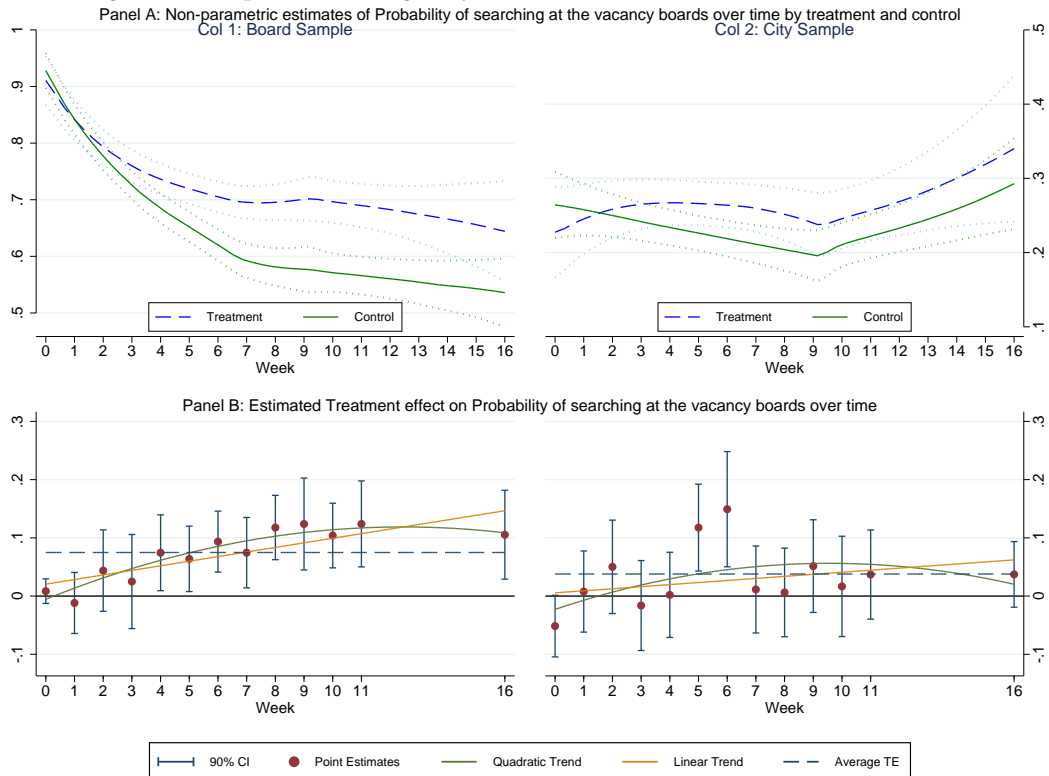 Panel A: Non-parametric estimates of Probability of searching at the vacancy boards over time by treatment and control
Col 1: Board Sample
Col 2: City Sample
1
.9
.8
.7
.6
.5
Treatment Control
0 1 2 3 4 5 6 7 8 9 10 11 12 13 14 15 16
Week
.5
.4
.3
.2
.1
Treatment Control
0 1 2 3 4 5 6 7 8 9 10 11 12 13 14 15 16
Week
Panel B: Estimated Treatment effect on Probability of searching at the vacancy boards over time
.3
.2
.1
0
-.1
0 1 2 3 4 5 6 7 8 9 10 11 16
Week
.3
.2
.1
0
-.1
0 1 2 3 4 5 6 7 8 9 10 11 16
Week
90% CI Point Estimates Quadratic Trend Linear Trend Average TE